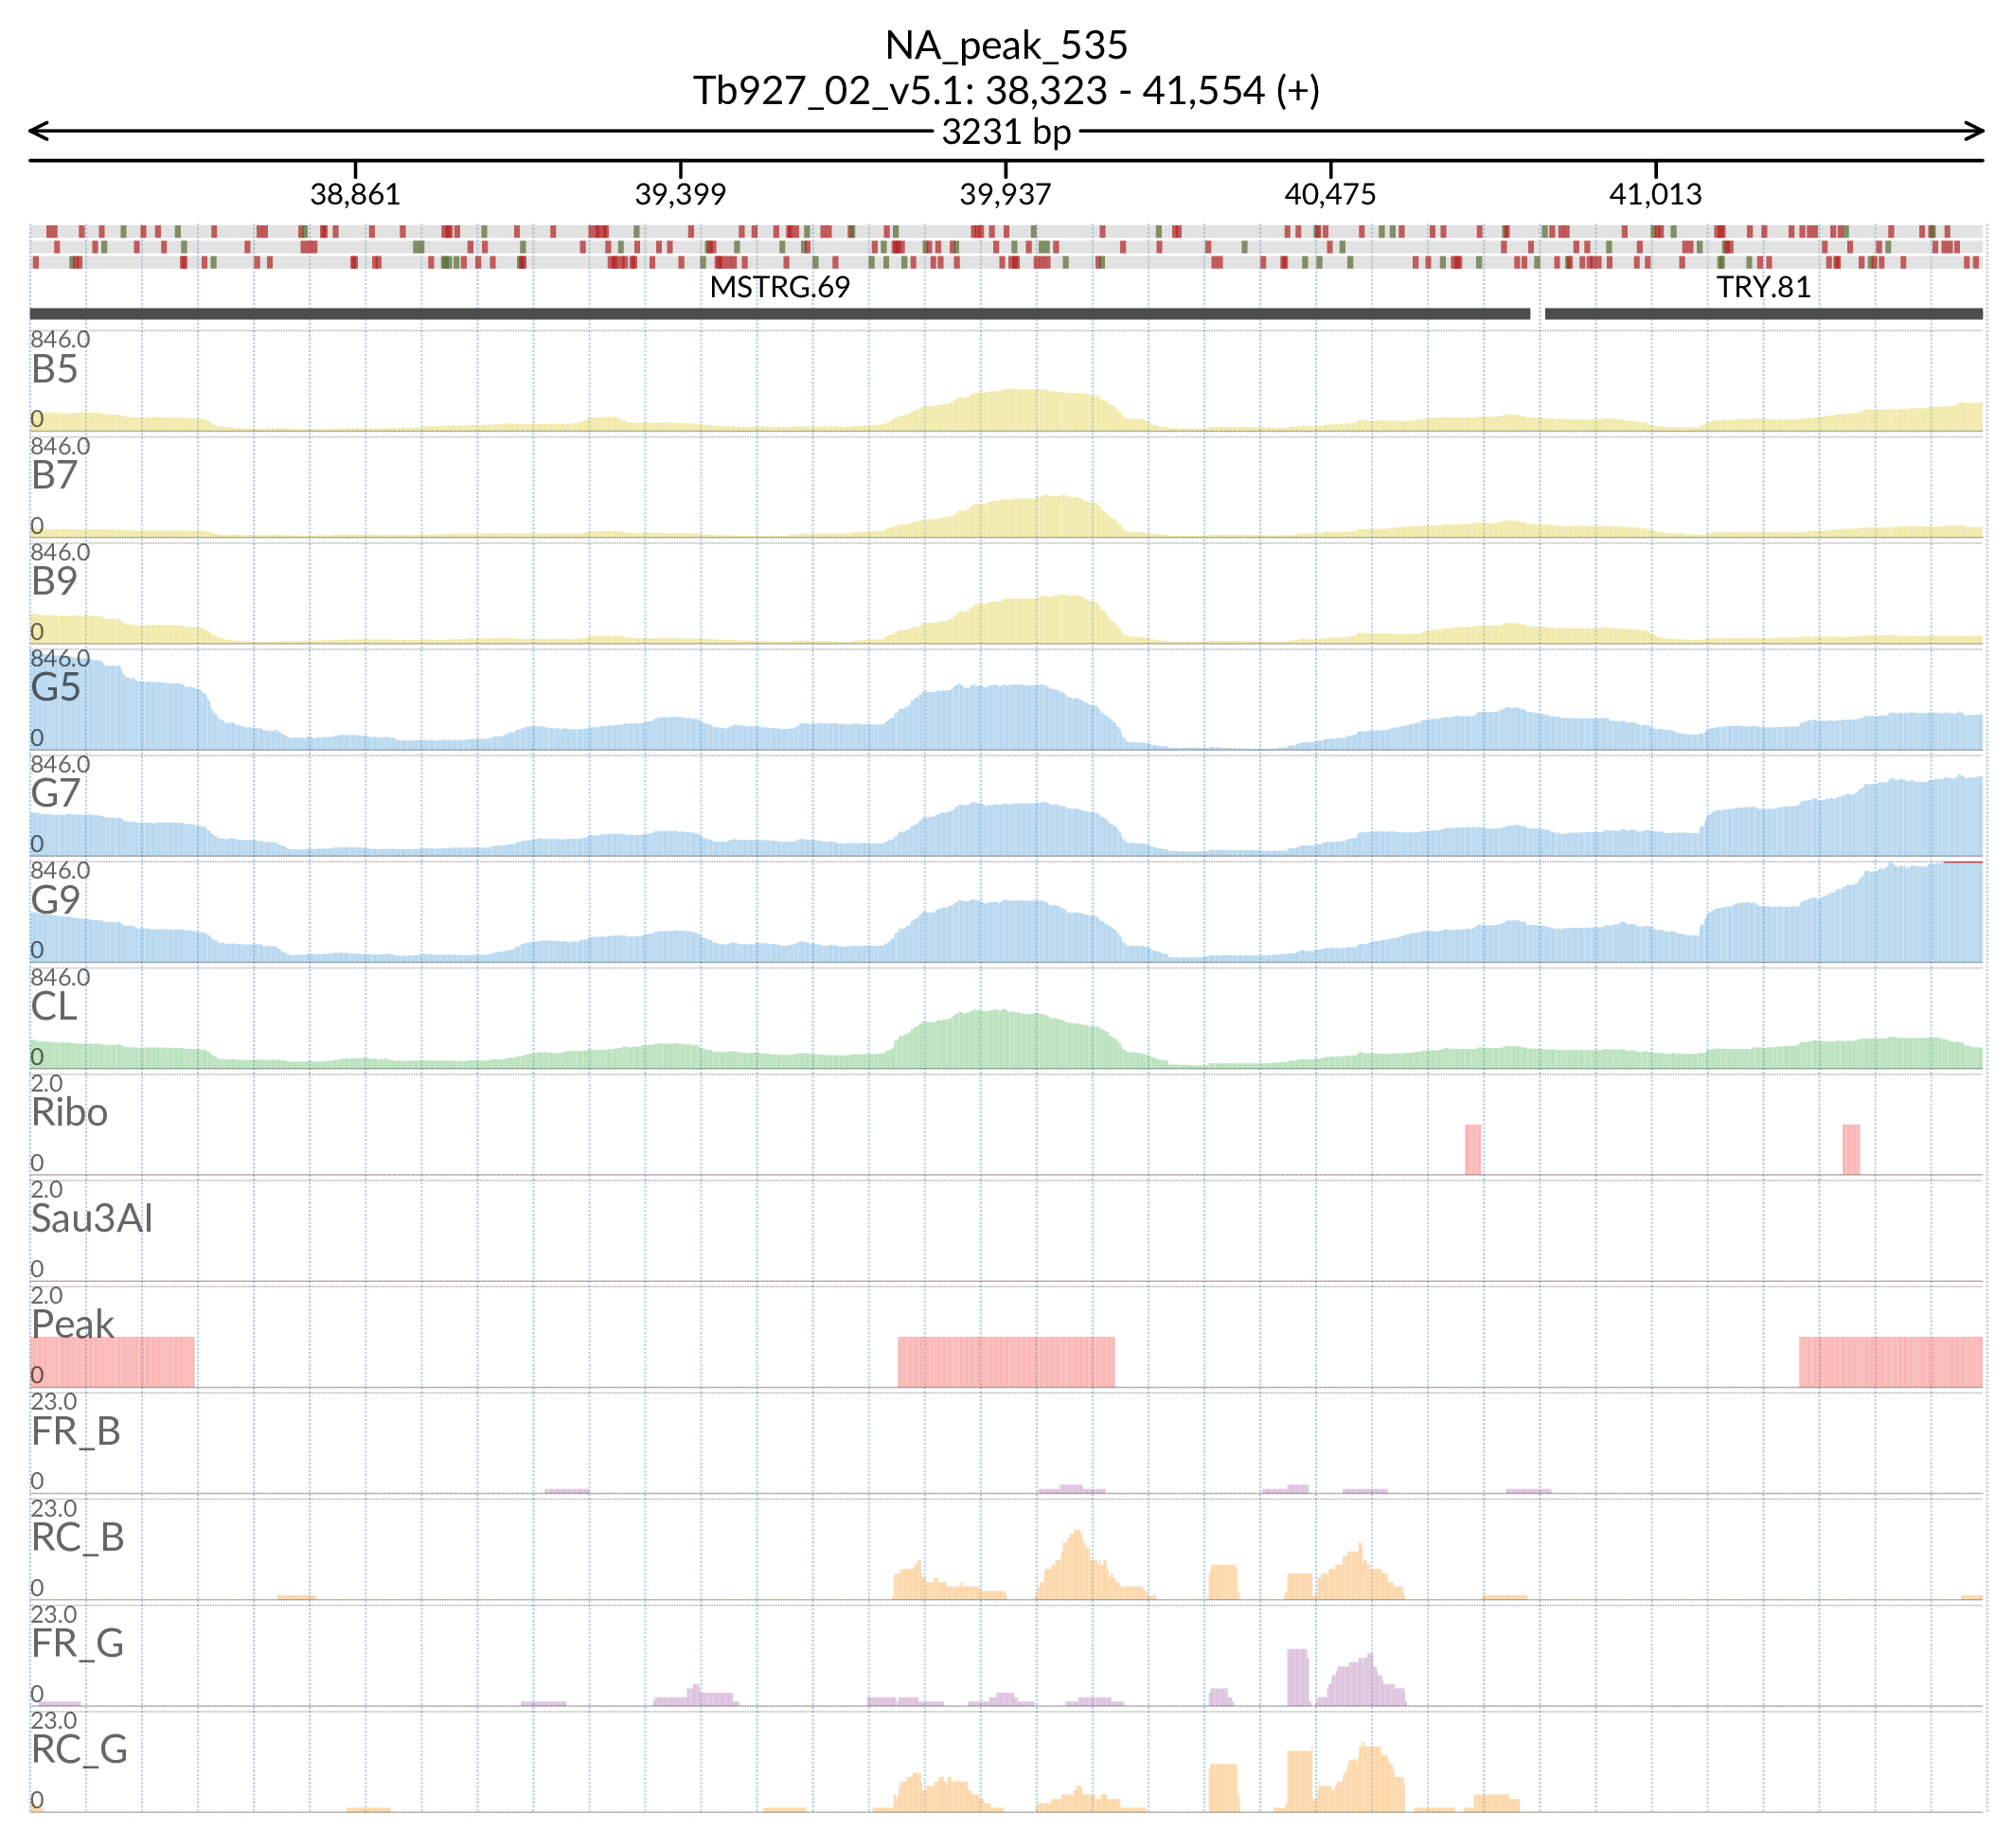 NA_peak_535
Tb927_02_v5.1: 38,323 - 41,554 (+)
3231 bp
38,861 39,399 39,937 40,475 41,013
MSTRG.69 TRY.81
846.0
B5
0
846.0
B7
0
846.0
B9
0
846.0
G5
0
846.0
G7
0
846.0
G9
0
846.0
CL
0
2.0
Ribo
0
2.0
Sau3AI
0
2.0
Peak
0
23.0
FR_B
0
23.0
RC_B
0
23.0
FR_G
0
23.0
RC_G
0